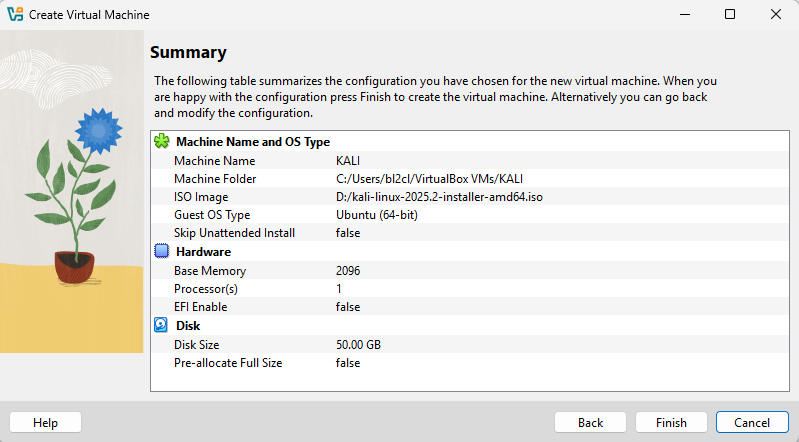 Create Virtual Machine
Summary
The following table summarizes the configuration you have chosen for the new virtual machine. When you
are happy with the configuration press Finish to create the virtual machine. Alternatively you can go back
and modify the configuration.
Machine Name and OS Type
Machine Name KALI
Machine Folder C:/Users/bl2cl/VirtualBox VMs/KALI
ISO Image D:/kali-linux-2025.2-installer-amd64.iso
Guest OS Type Ubuntu (64-bit)
Skip Unattended Install false
Hardware
Base Memory 2096
Processor(s) 1
EFI Enable false
Disk
Disk Size 50.00 GB
Pre-allocate Full Size false
Help Back Finish Cancel